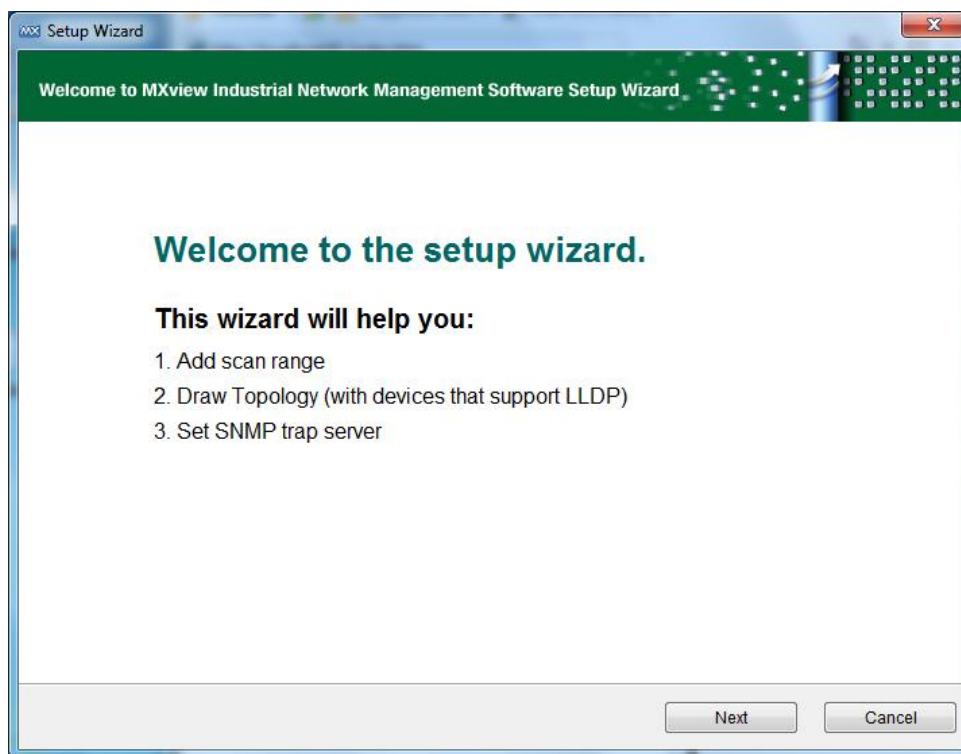 MX Setup Wizard
Welcome to MXview Industrial Network Management Software Setup Wizard
Welcome to the setup wizard.
This wizard will help you:
1. Add scan range
2. Draw Topology (with devices that support LLDP)
3. Set SNMP trap server
Next
Cancel